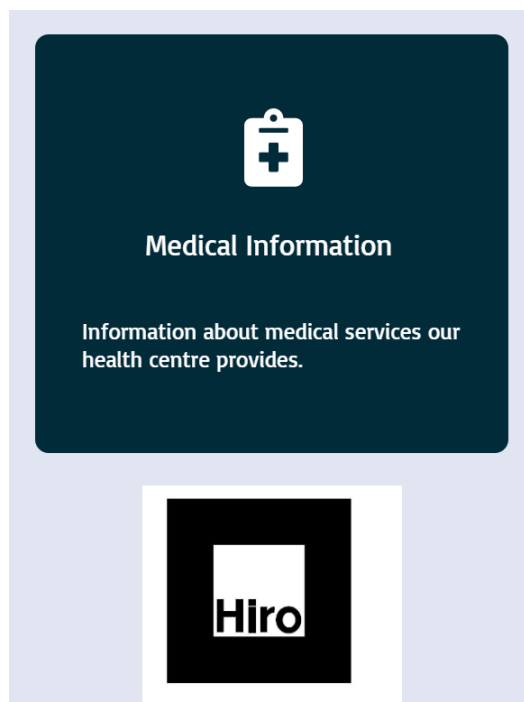 Medical Information
Information about medical services our
health centre provides.
Hiro